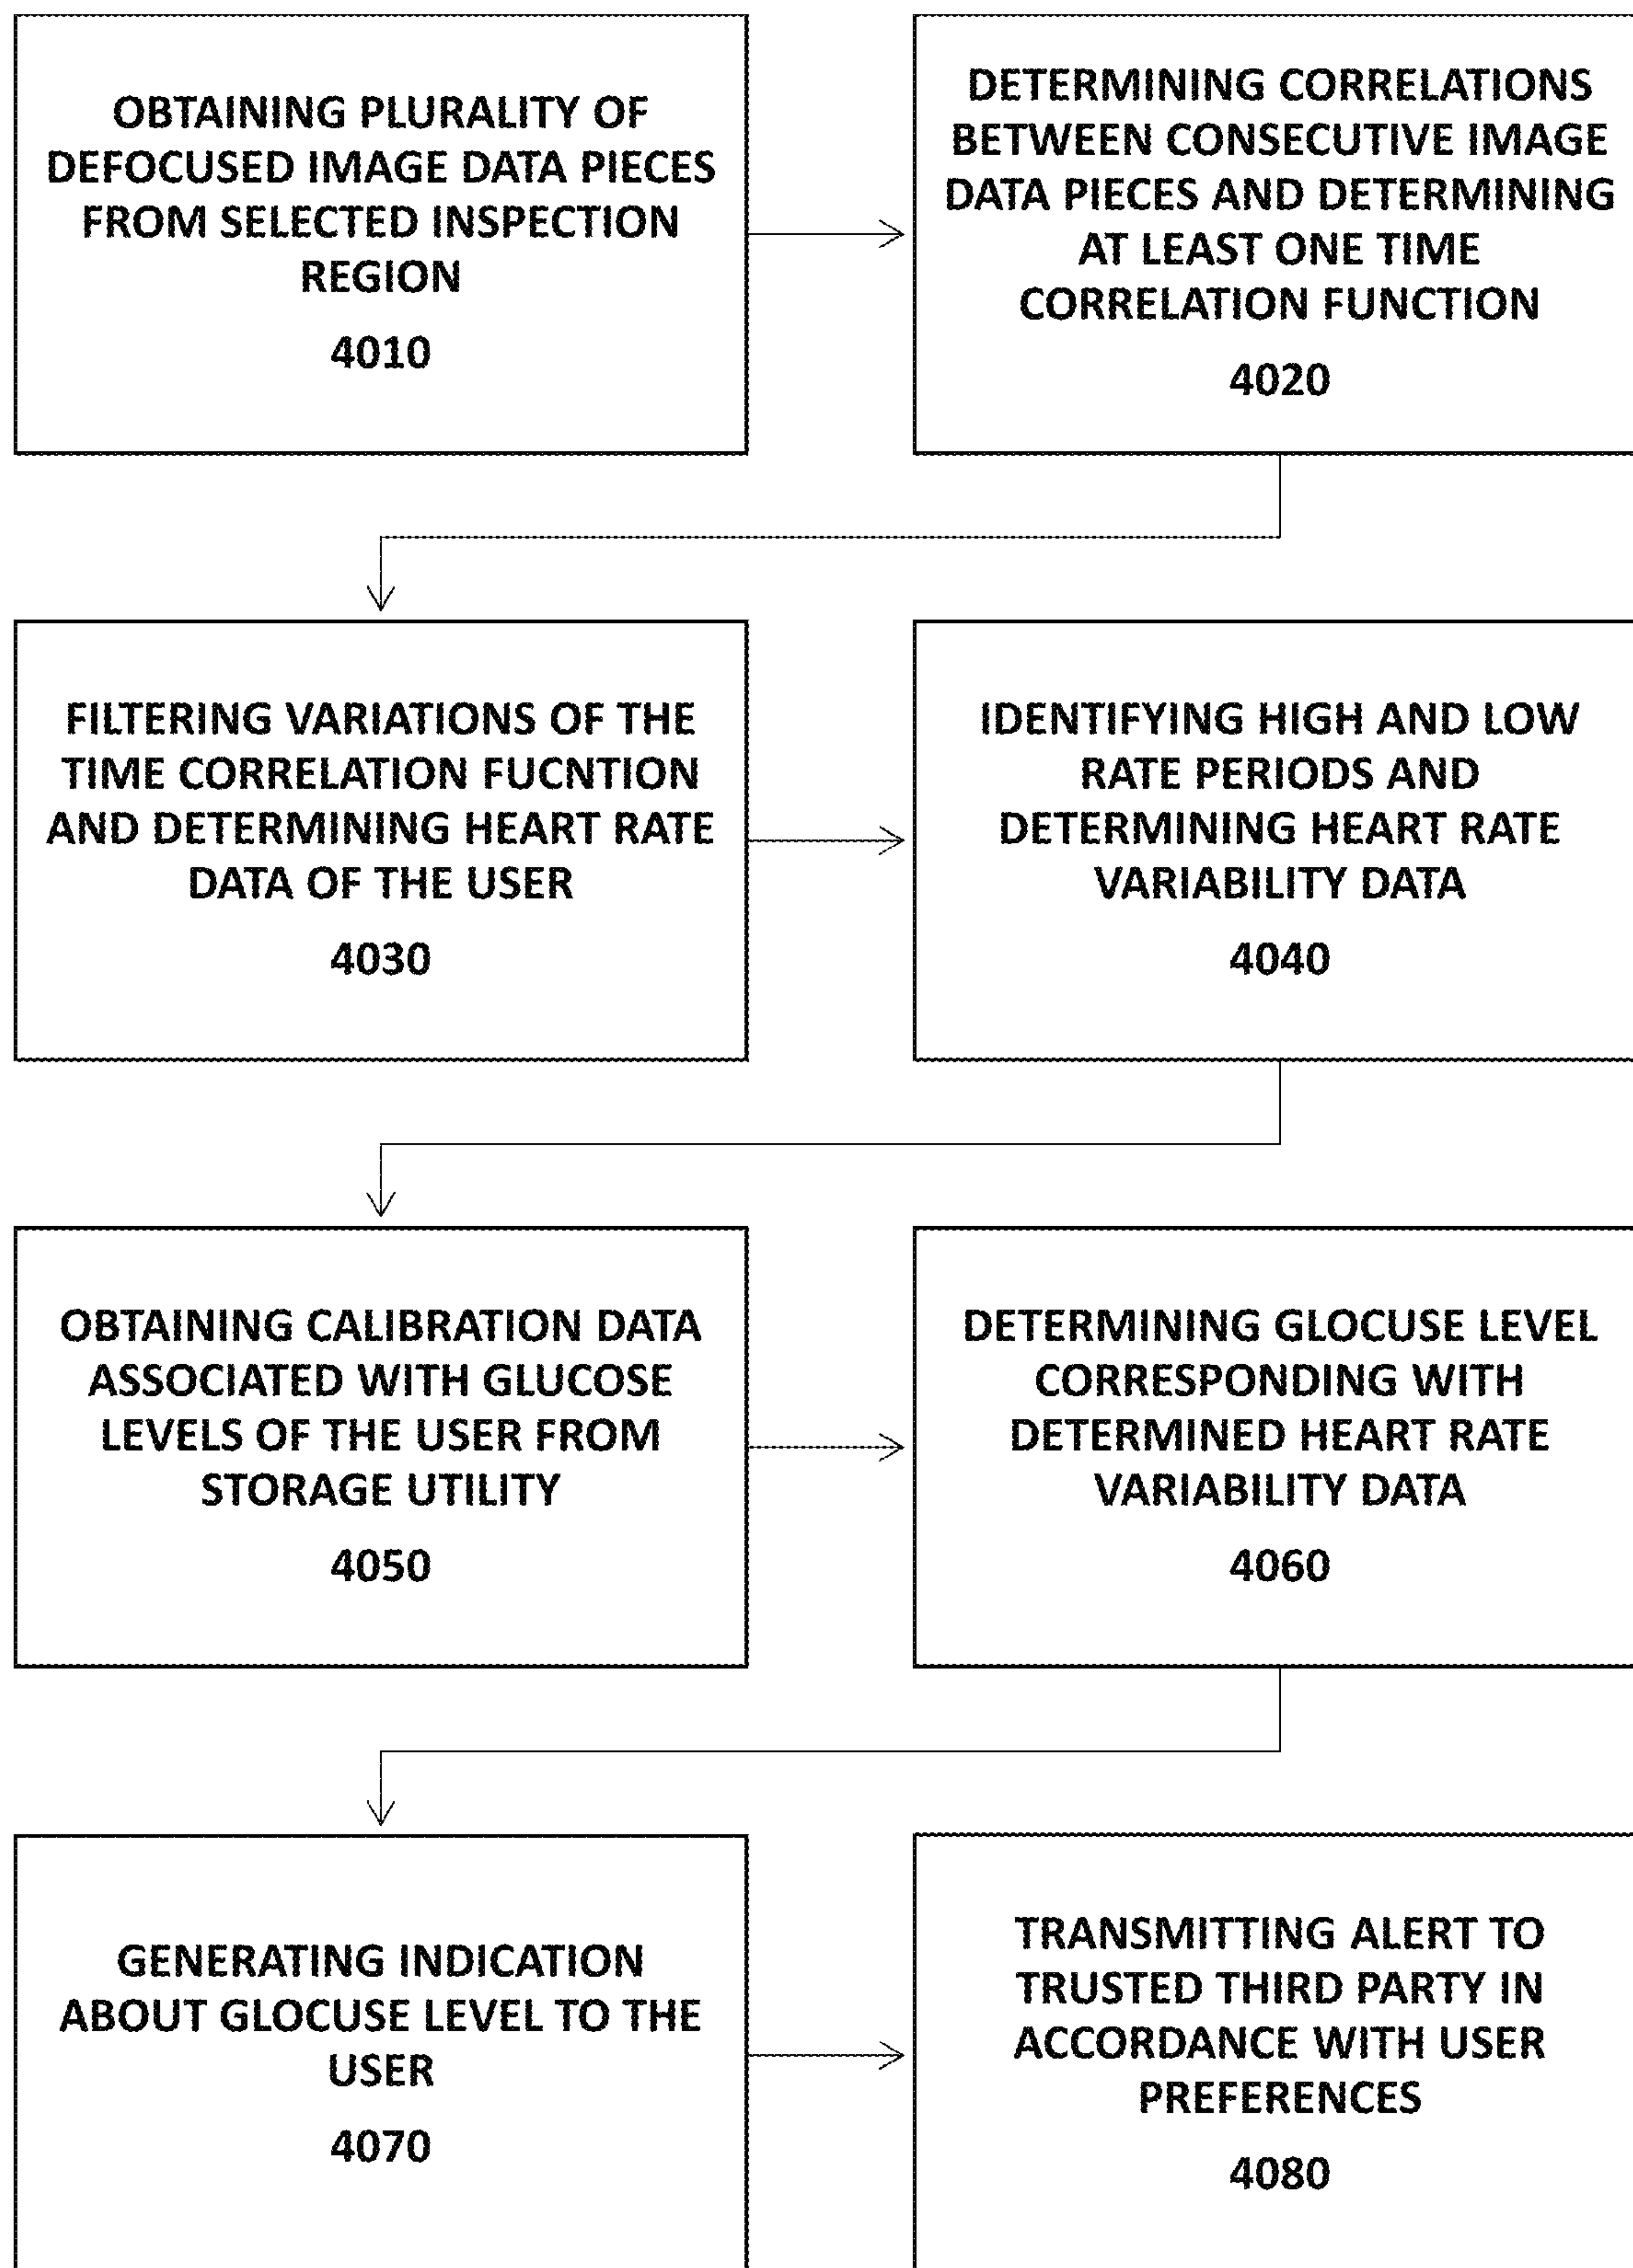 OBTAINING PLURALITY OF
DEFOCUSED IMAGE DATA PIECES
FROM SELECTED INSPECTION
REGION
4010
DETERMINING CORRELATIONS
BETWEEN CONSECUTIVE IMAGE
DATA PIECES AND DETERMINING
AT LEAST ONE TIME
CORRELATION FUNCTION
4020
FILTERING VARIATIONS OF THE
TIME CORRELATION FUCNTION
AND DETERMINING HEART RATE
DATA OF THE USER
4030
IDENTIFYING HIGH AND LOW
RATE PERIODS AND
DETERMINING HEART RATE
VARIABILITY DATA
4040
OBTAINING CALIBRATION DATA
ASSOCIATED WITH GLUCOSE
LEVELS OF THE USER FROM
STORAGE UTILITY
4050
DETERMINING GLOCUSE LEVEL
CORRESPONDING WITH
DETERMINED HEART RATE
VARIABILITY DATA
4060
GENERATING INDICATION
ABOUT GLOCUSE LEVEL TO THE
USER
4070
TRANSMITTING ALERT TO
TRUSTED THIRD PARTY IN
ACCORDANCE WITH USER
PREFERENCES
4080